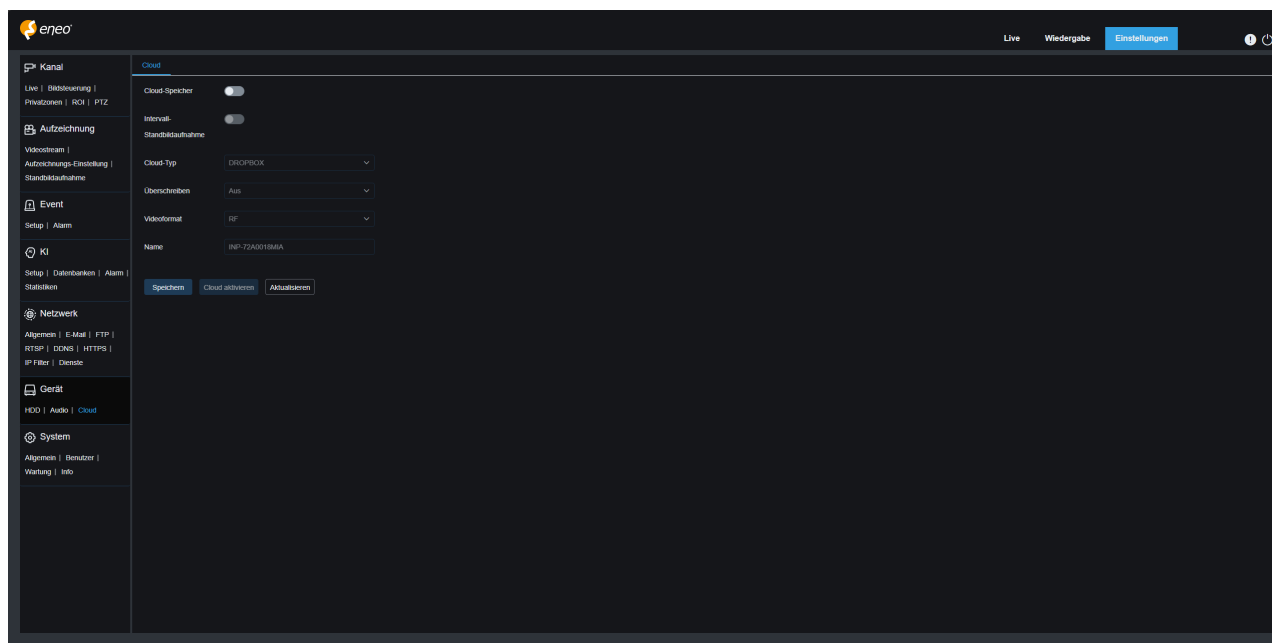 eneo
Live Wiedergabe Einstellungen
Kanal
Live | Bildsteuerung |
Privatzonen | ROI | PTZ
Aufzeichnung
Videostream |
Aufzeichnungs-Einstellung |
Standbildaufnahme
Event
Setup | Alarm
KI
Setup | Datenbanken | Alarm |
Statistiken
Netzwerk
Allgemein | E-Mail | FTP |
RTSP | DDNS | HTTPS |
IP Filter | Dienste
Gerät
HDD | Audio | Cloud
System
Allgemein | Benutzer |
Wartung | Info
Cloud
Cloud-Speicher
Intervall-
Standbildaufnahme
Cloud-Typ DROPBOX
Überschreiben Aus
Videoformat RF
Name INP-72A0018MIA
Speichern Cloud aktivieren Aktualisieren